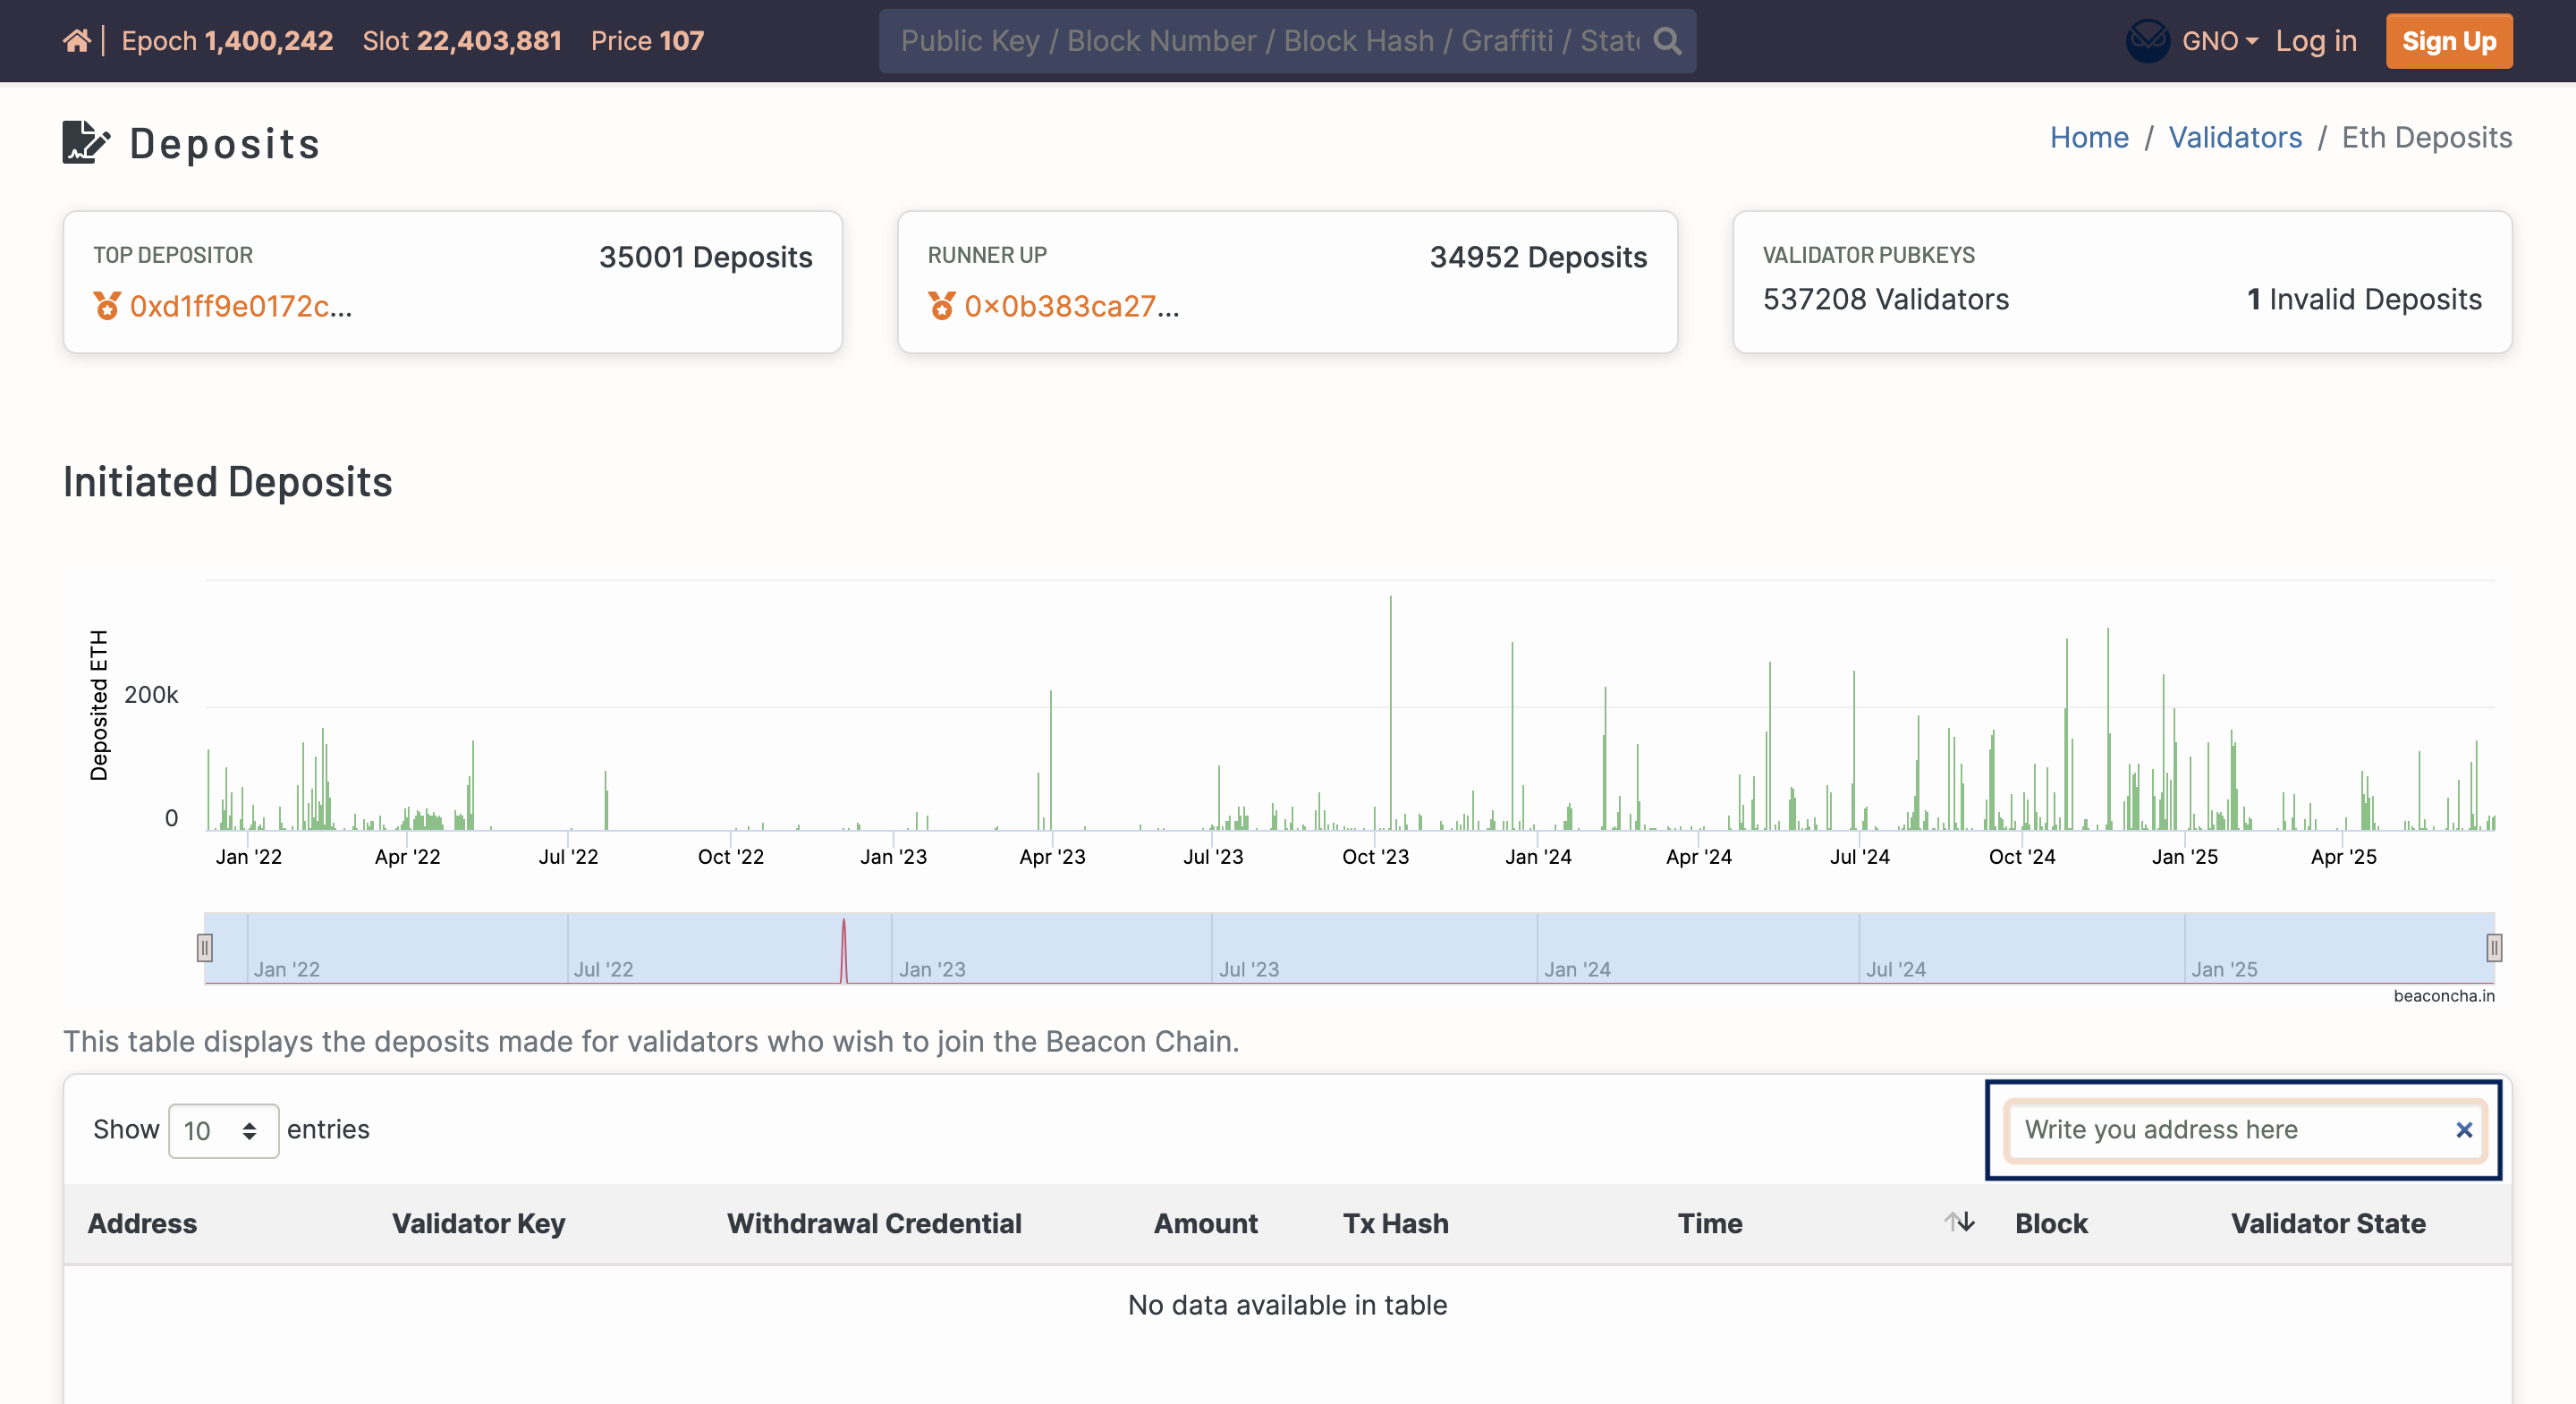 Epoch 1,400,242 Slot 22,403,881 Price 107
Public Key / Block Number / Block Hash / Graffiti / State
GNO Log in Sign Up
Deposits
Home / Validators / Eth Deposits
TOP DEPOSITOR 35001 Deposits
0xd1ff9e0172c...
RUNNER UP 34952 Deposits
0×0b383ca27...
VALIDATOR PUBKEYS
537208 Validators 1 Invalid Deposits
Initiated Deposits
Deposited ETH
200k
0
Jan '22 Apr '22 Jul '22 Oct '22 Jan '23 Apr '23 Jul '23 Oct '23 Jan '24 Apr '24 Jul '24 Oct '24 Jan '25 Apr '25
Jan '22 Jul '22 Jan '23 Jul '23 Jan '24 Jul '24 Jan '25
beaconcha.in
This table displays the deposits made for validators who wish to join the Beacon Chain.
Show 10 entries
Write you address here
Address Validator Key Withdrawal Credential Amount Tx Hash Time Block Validator State
No data available in table